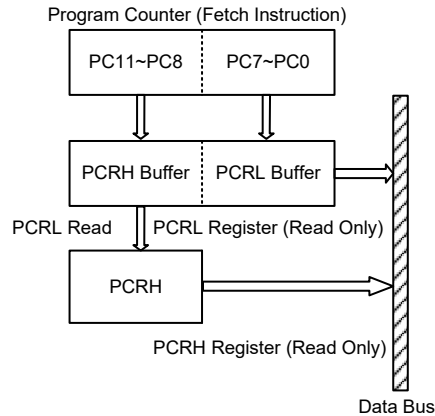 Program Counter (Fetch Instruction)
PC11~PC8
PC7~PC0
PCRH Buffer
PCRL Buffer
PCRL Read
PCRL Register (Read Only)
PCRH
PCRH Register (Read Only)
Data Bus